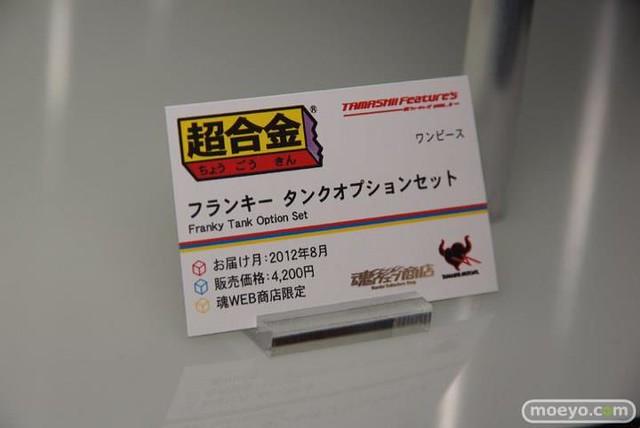 超合金®
ちょう ごう きん
TAMASHII Feature's
ワンピース
フランキー タンクオプションセット
Franky Tank Option Set
お届け月:2012年8月
販売価格:4,200円
魂WEB商店限定
魂ウェブ商店
TAMASHII NATIONS
moeyo.com